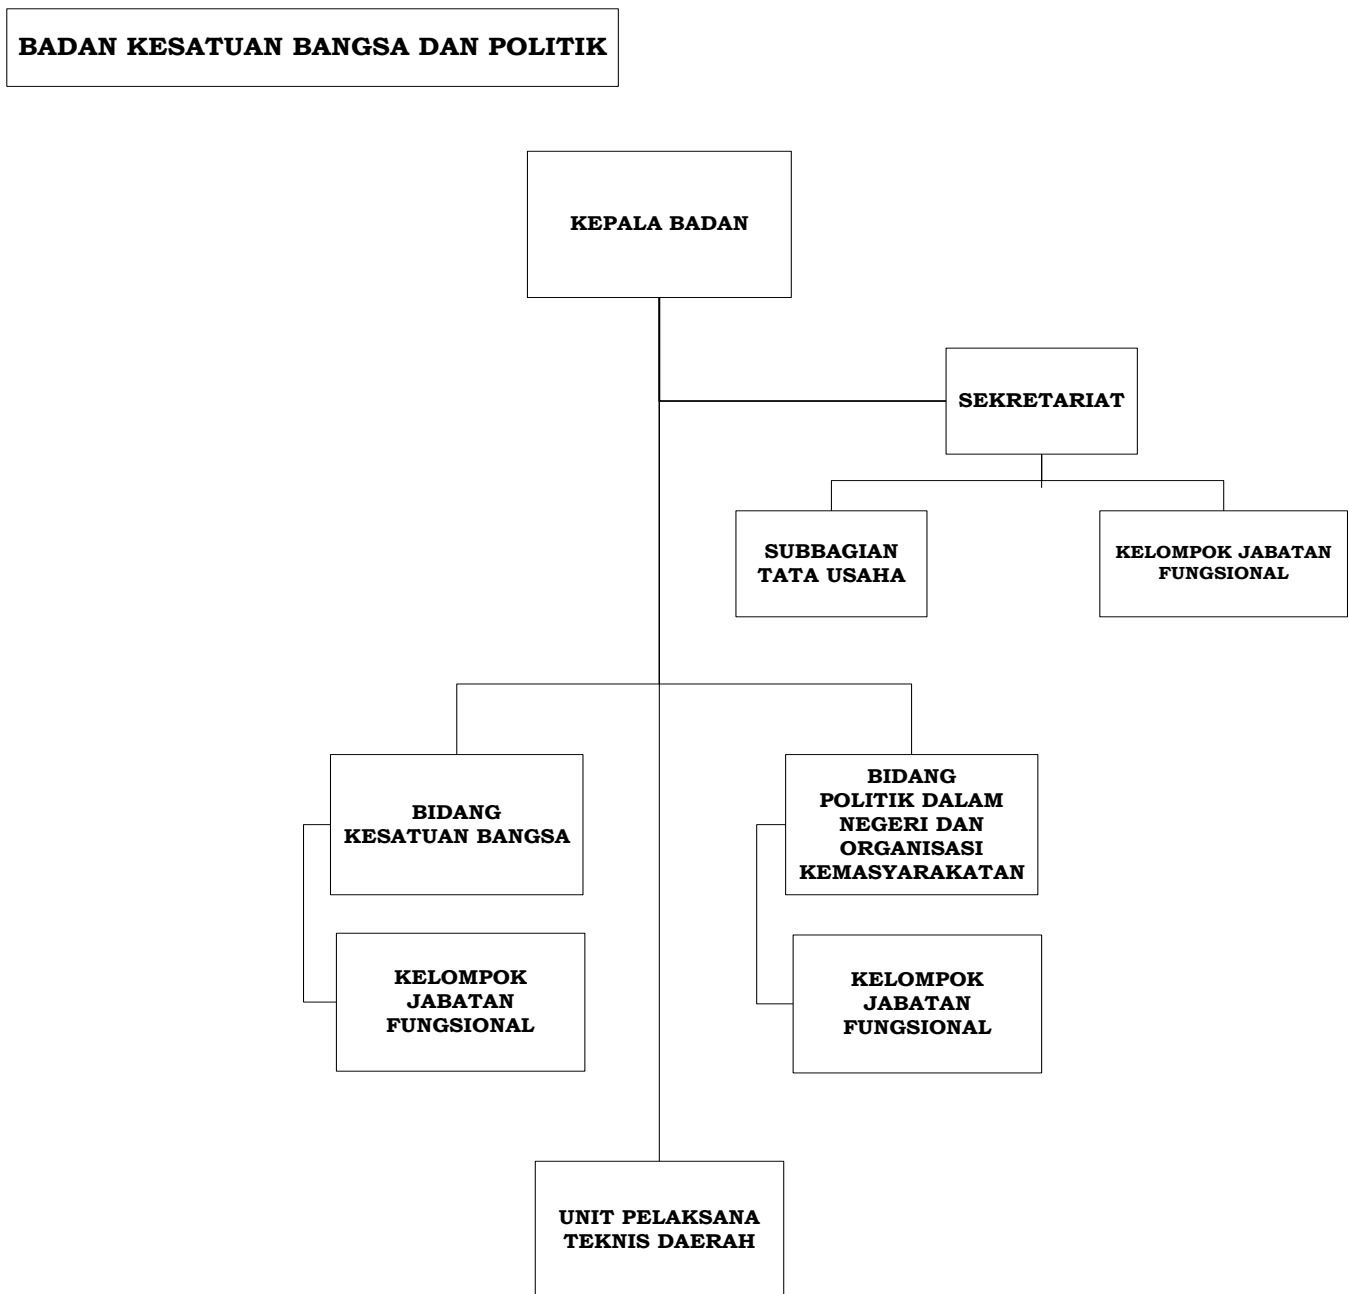 BADAN KESATUAN BANGSA DAN POLITIK
KEPALA BADAN
SEKRETARIAT
SUBBAGIAN
TATA USAHA
KELOMPOK JABATAN
FUNGSIONAL
BIDANG
KESATUAN BANGSA
BIDANG
POLITIK DALAM
NEGERI DAN
ORGANISASI
KEMASYARAKATAN
KELOMPOK
JABATAN
FUNGSIONAL
KELOMPOK
JABATAN
FUNGSIONAL
UNIT PELAKSANA
TEKNIS DAERAH